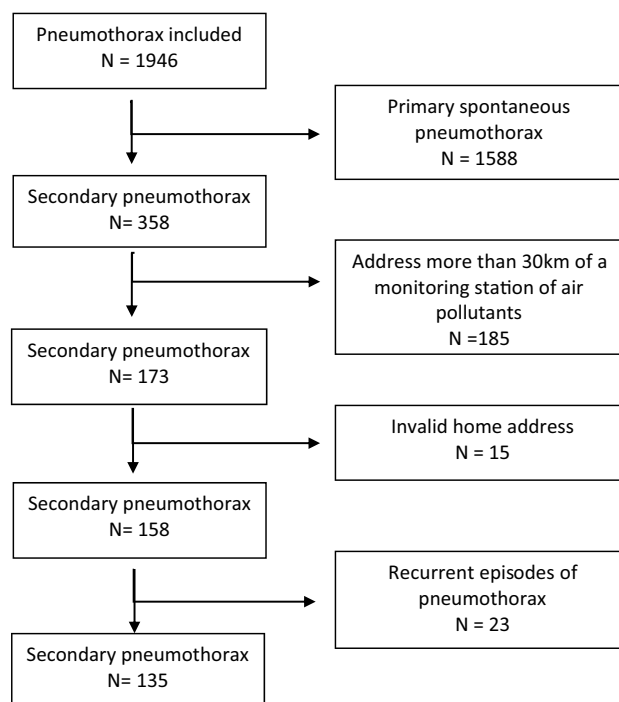 Pneumothorax included
N = 1946
Primary spontaneous
pneumothorax
N = 1588
Secondary pneumothorax
N= 358
Address more than 30km of a
monitoring station of air
pollutants
N =185
Secondary pneumothorax
N= 173
Invalid home address
N = 15
Secondary pneumothorax
N= 158
Recurrent episodes of
pneumothorax
N = 23
Secondary pneumothorax
N= 135